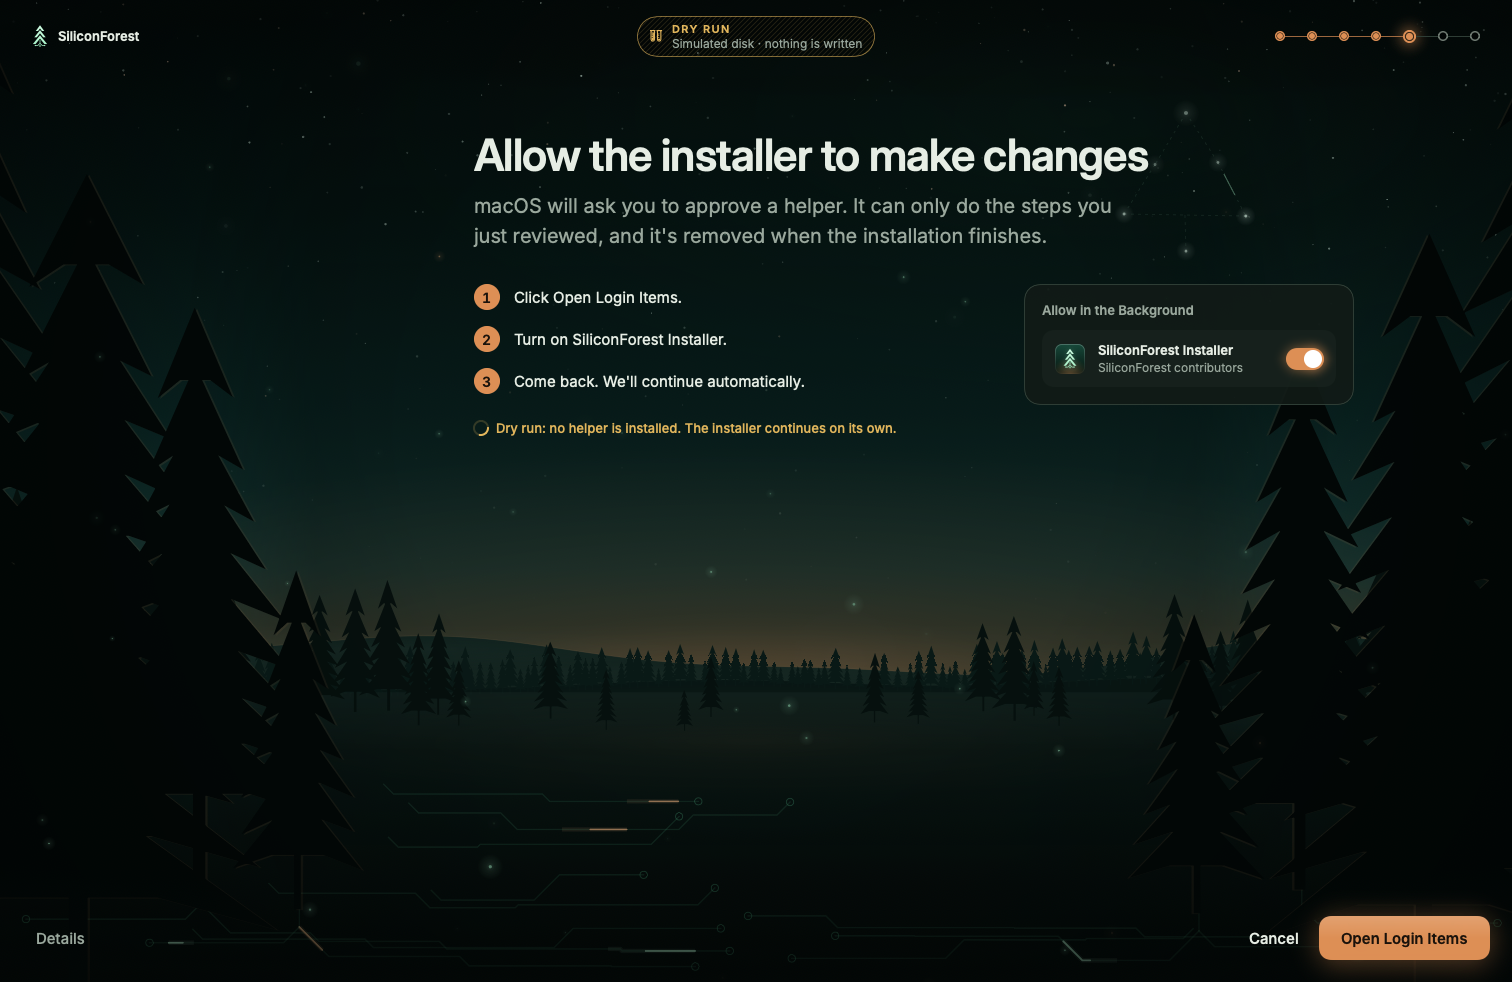 SiliconForest
DRY RUN
Simulated disk · nothing is written
Allow the installer to make changes
macOS will ask you to approve a helper. It can only do the steps you
just reviewed, and it's removed when the installation finishes.
1 Click Open Login Items.
2 Turn on SiliconForest Installer.
3 Come back. We'll continue automatically.
Dry run: no helper is installed. The installer continues on its own.
Allow in the Background
SiliconForest Installer
SiliconForest contributors
Details
Cancel
Open Login Items